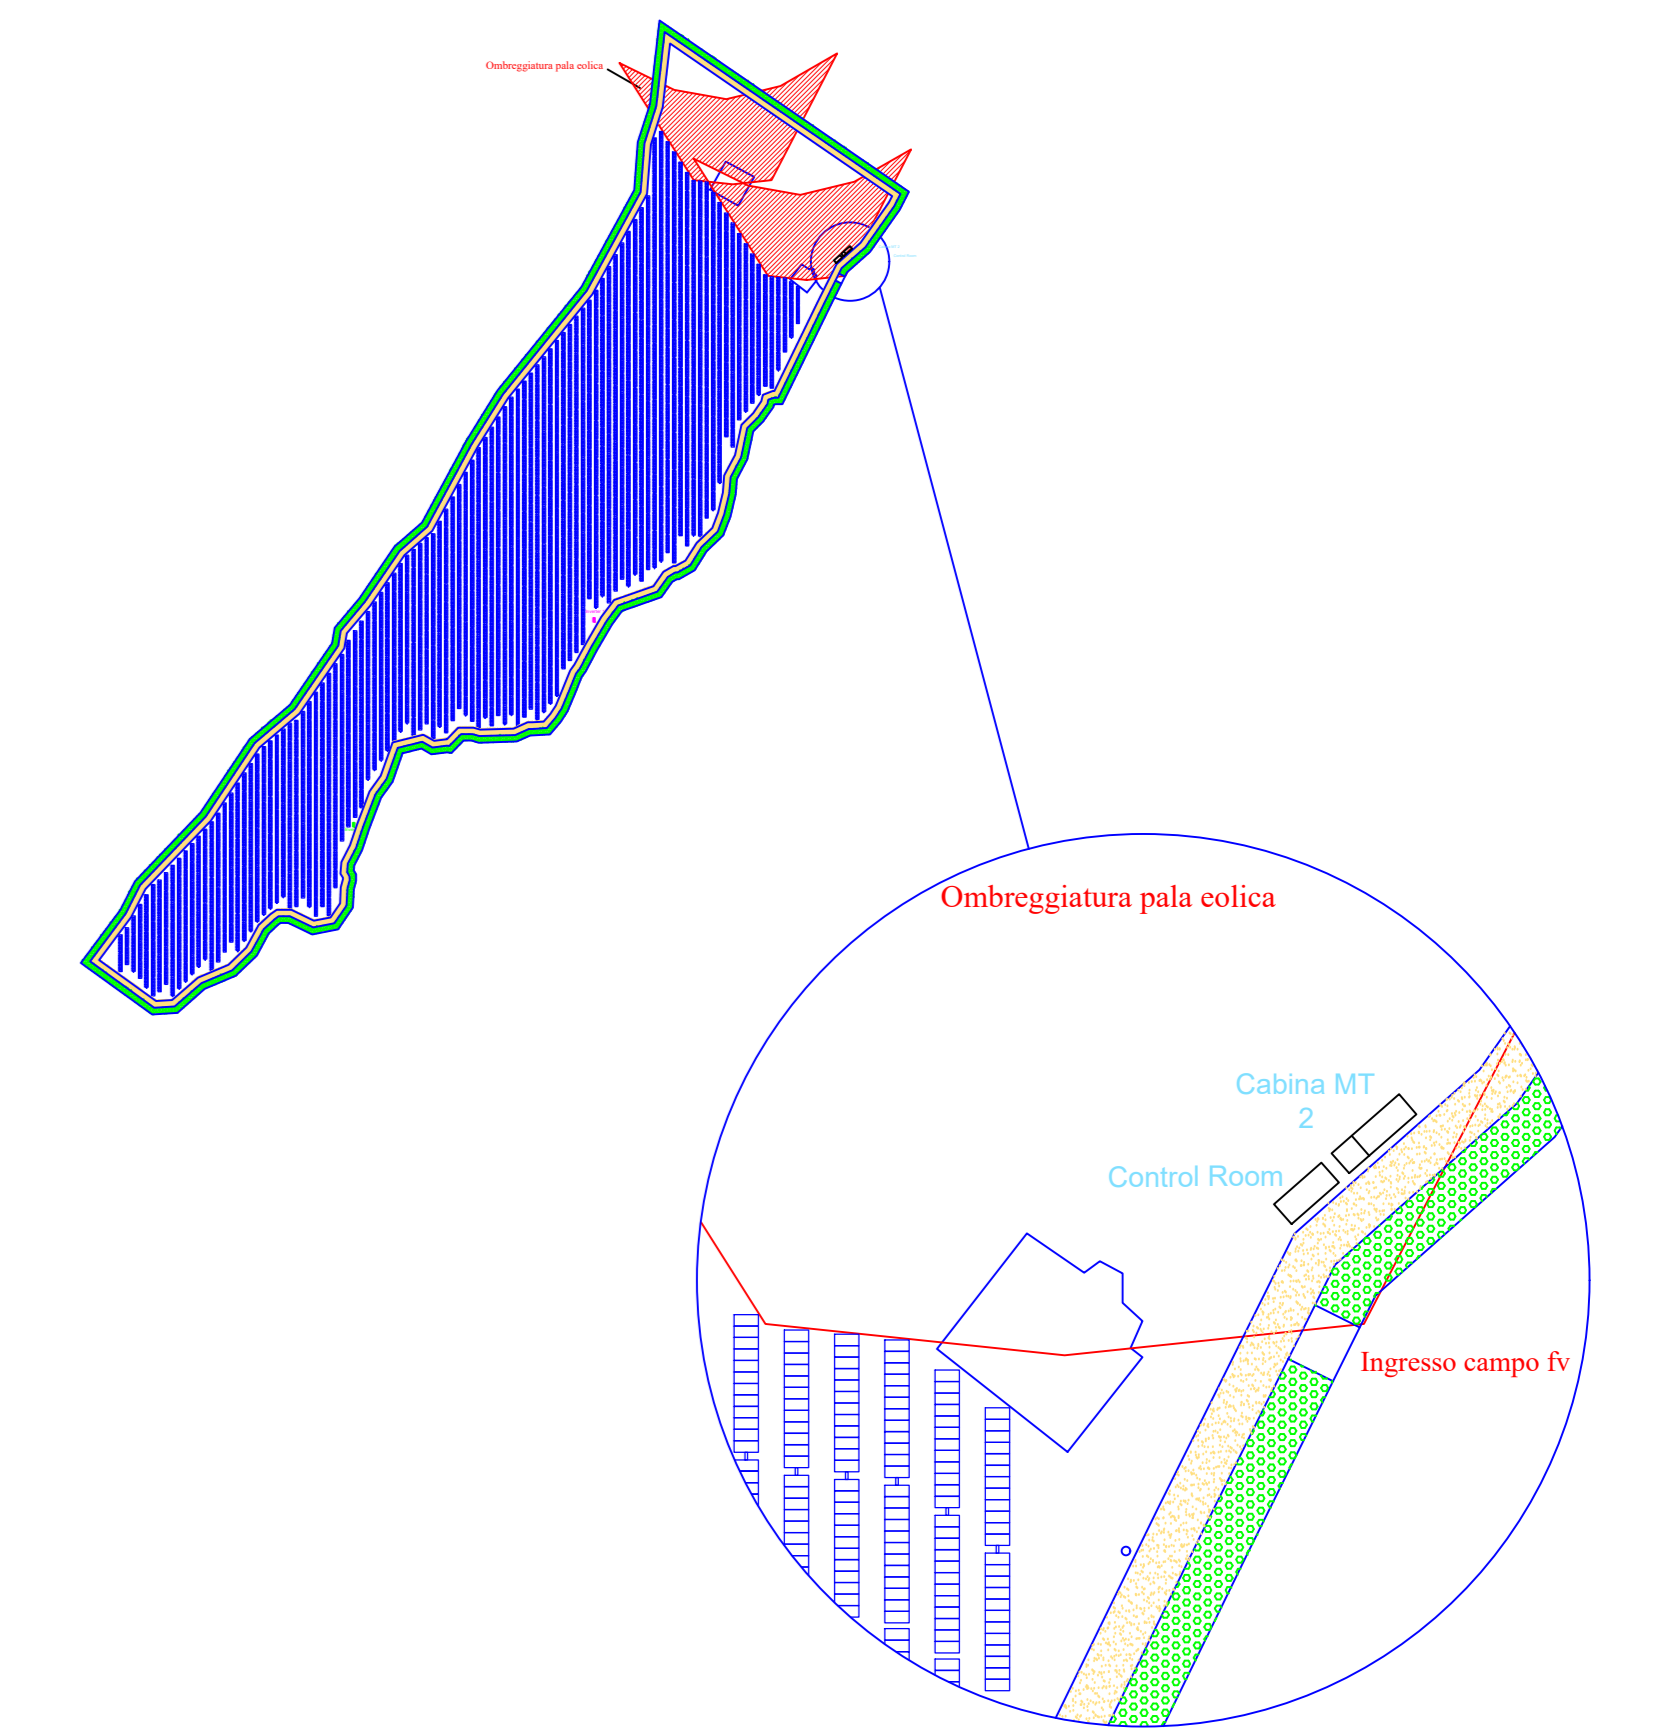 Ombreggiatura pala eolica
Ombreggiatura pala eolica
Cabina MT
2
Control Room
Ingresso campo fv